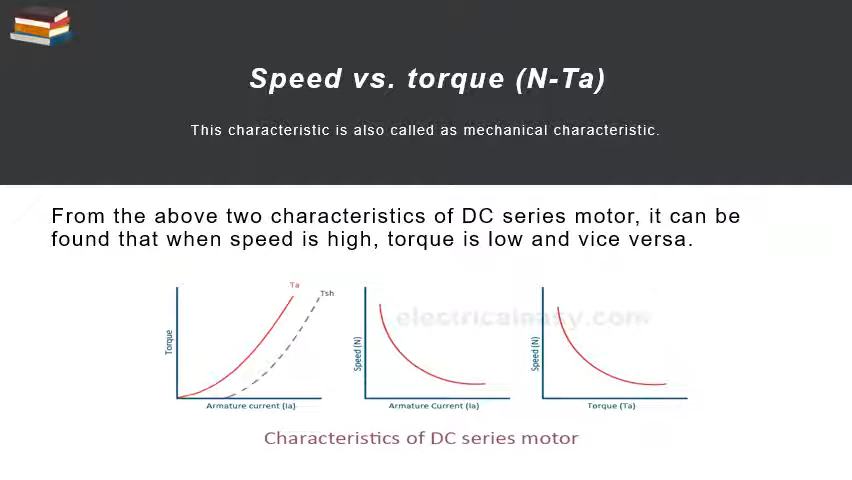 Speed vs. torque (N-Ta)
This characteristic is also called as mechanical characteristic.
From the above two characteristics of DC series motor, it can be
found that when speed is high, torque is low and vice versa.
electricaleasy.com
Ta
Tsh
Torque
Armature current (Ia)
Speed (N)
Armature Current (Ia)
Speed (N)
Torque (Ta)
Characteristics of DC series motor